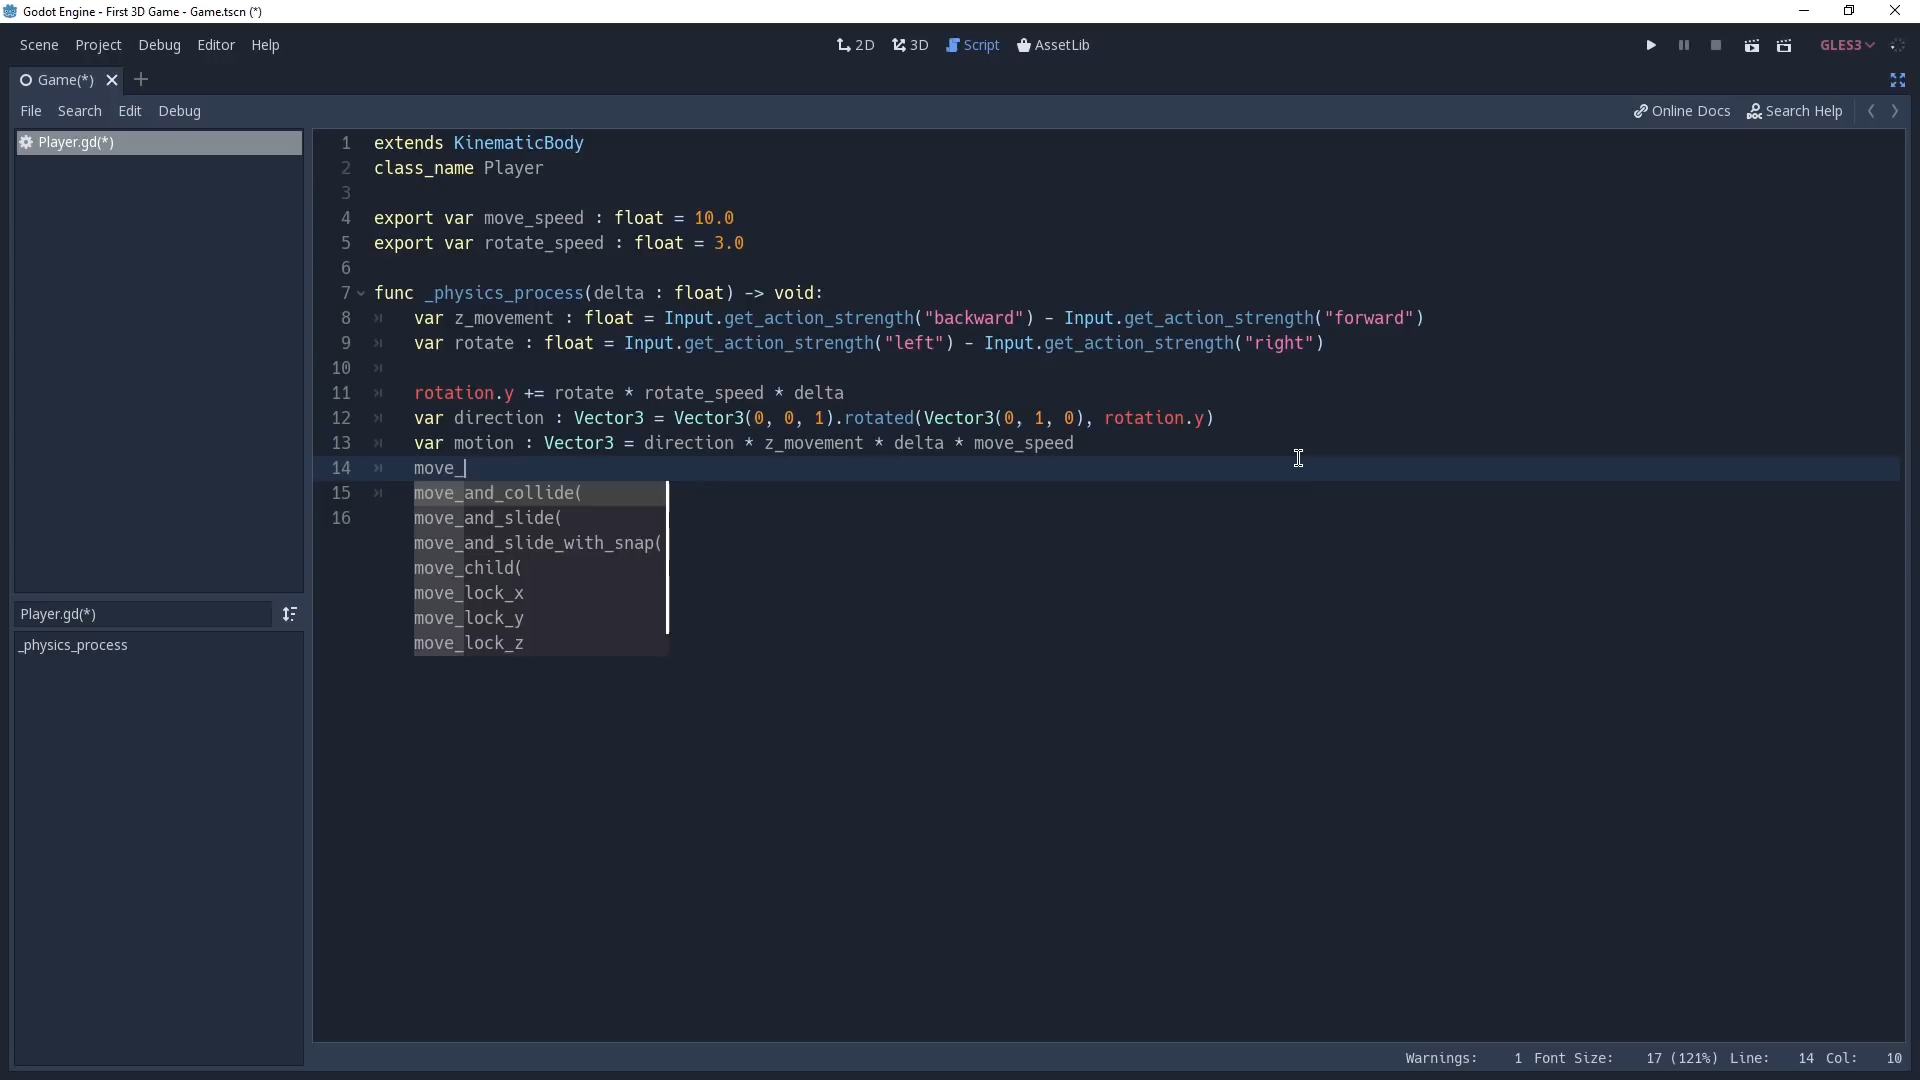 Godot Engine - First 3D Game - Game.tscn (*)
Scene Project Debug Editor Help 2D 3D Script AssetLib GLES3
Game(*)
File Search Edit Debug Online Docs Search Help
Player.gd(*)
Player.gd(*)
_physics_process
1 extends KinematicBody
2 class_name Player
3
4 export var move_speed : float = 10.0
5 export var rotate_speed : float = 3.0
6
7 func _physics_process(delta : float) -> void:
8 var z_movement : float = Input.get_action_strength("backward") - Input.get_action_strength("forward")
9 var rotate : float = Input.get_action_strength("left") - Input.get_action_strength("right")
10
11 rotation.y += rotate * rotate_speed * delta
12 var direction : Vector3 = Vector3(0, 0, 1).rotated(Vector3(0, 1, 0), rotation.y)
13 var motion : Vector3 = direction * z_movement * delta * move_speed
14 move_
15 move_and_collide(
16 move_and_slide(
move_and_slide_with_snap(
move_child(
move_lock_x
move_lock_y
move_lock_z
Warnings: 1 Font Size: 17 (121%) Line: 14 Col: 10